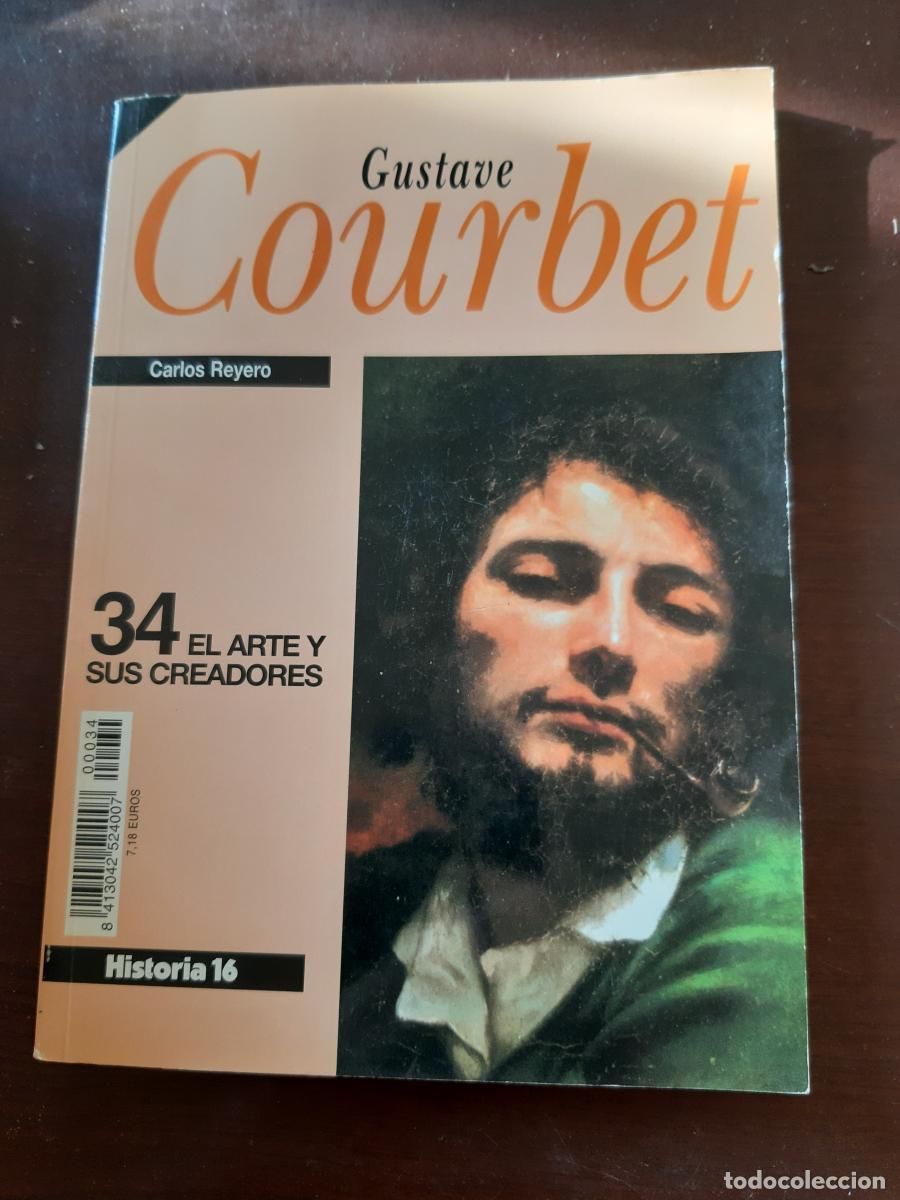 Gustave
Courbet
Carlos Reyero
34 EL ARTE Y
SUS CREADORES
00034
8 413042 524007
7,18 EUROS
Historia 16
todocoleccion